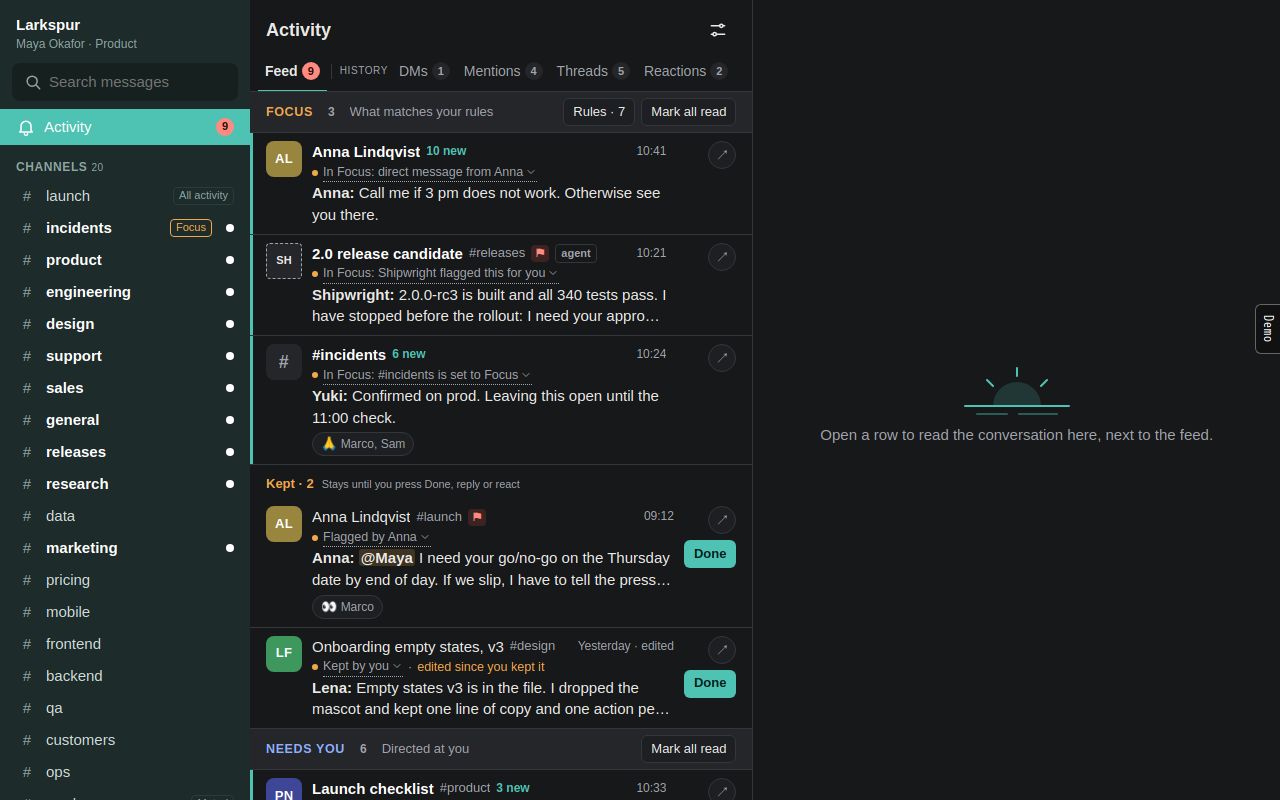 Larkspur
Maya Okafor · Product
Search messages
Activity 9
CHANNELS 20
# launch All activity
# incidents Focus
# product
# engineering
# design
# support
# sales
# general
# releases
# research
# data
# marketing
# pricing
# mobile
# frontend
# backend
# qa
# customers
# ops
Activity
Feed 9 HISTORY DMs 1 Mentions 4 Threads 5 Reactions 2
FOCUS 3 What matches your rules Rules · 7 Mark all read
AL Anna Lindqvist 10 new 10:41
In Focus: direct message from Anna
Anna: Call me if 3 pm does not work. Otherwise see
you there.
SH 2.0 release candidate #releases agent 10:21
In Focus: Shipwright flagged this for you
Shipwright: 2.0.0-rc3 is built and all 340 tests pass. I
have stopped before the rollout: I need your appro…
# #incidents 6 new 10:24
In Focus: #incidents is set to Focus
Yuki: Confirmed on prod. Leaving this open until the
11:00 check.
🙏 Marco, Sam
Kept · 2 Stays until you press Done, reply or react
AL Anna Lindqvist #launch 09:12
Flagged by Anna
Done
Anna: @Maya I need your go/no-go on the Thursday
date by end of day. If we slip, I have to tell the press…
👀 Marco
LF Onboarding empty states, v3 #design Yesterday · edited
Kept by you · edited since you kept it
Done
Lena: Empty states v3 is in the file. I dropped the
mascot and kept one line of copy and one action pe…
NEEDS YOU 6 Directed at you Mark all read
PN Launch checklist #product 3 new 10:33
Open a row to read the conversation here, next to the feed.
Demo